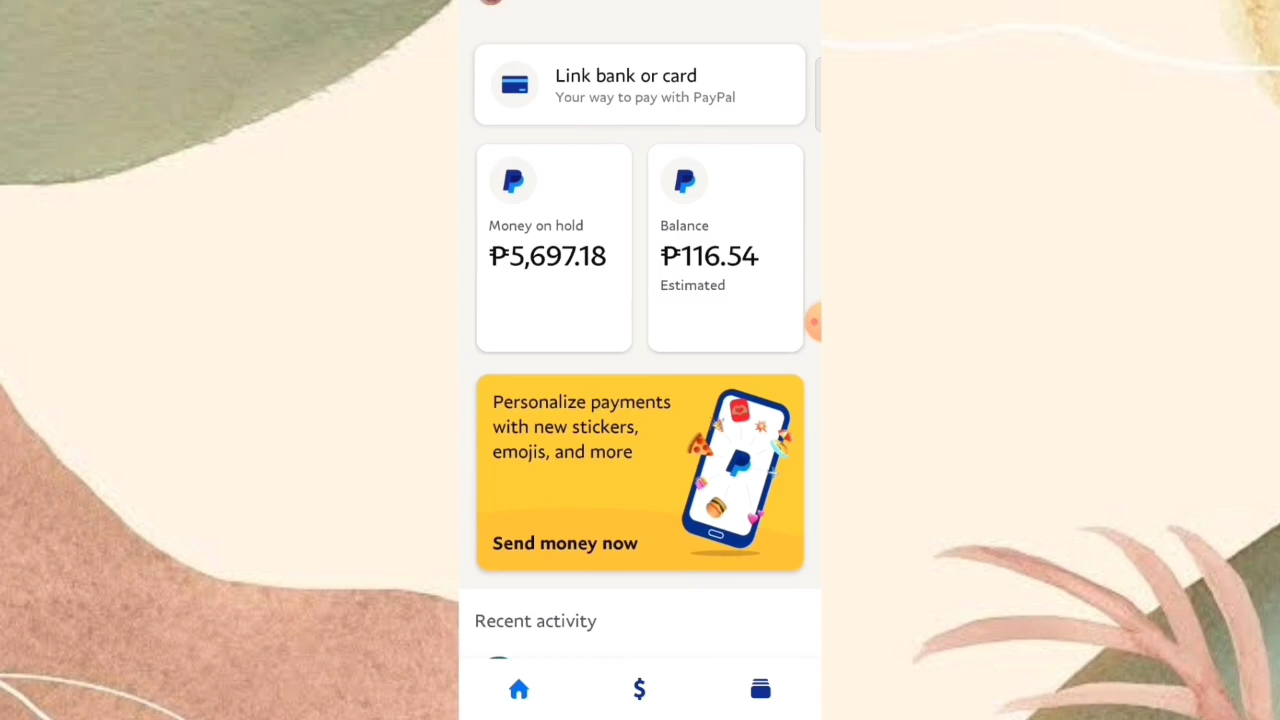 Link bank or card
Your way to pay with PayPal
Money on hold
₱5,697.18
Balance
₱116.54
Estimated
Personalize payments
with new stickers,
emojis, and more
Send money now
Recent activity